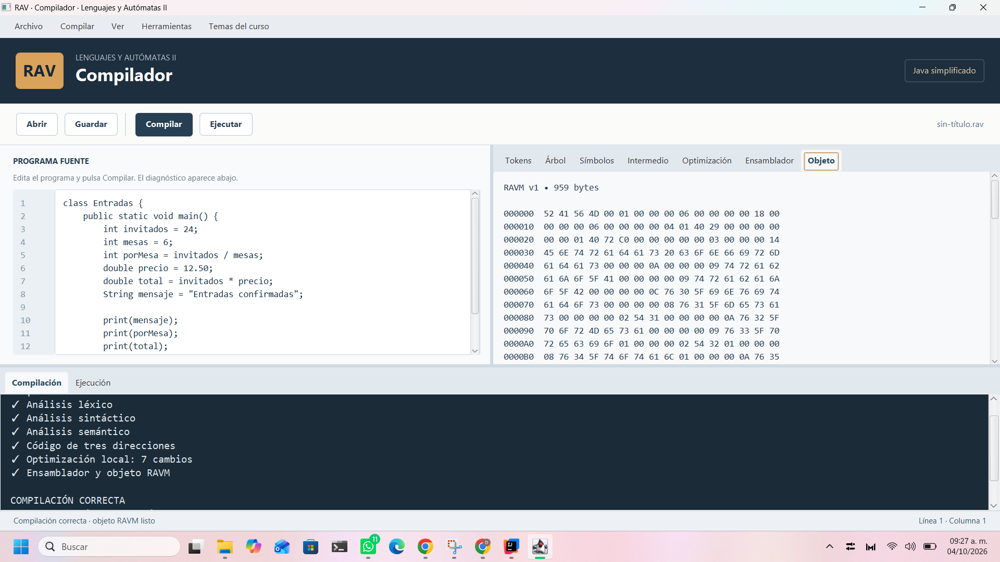 RAV · Compilador · Lenguajes y Autómatas II
Archivo Compilar Ver Herramientas Temas del curso
RAV
LENGUAJES Y AUTÓMATAS II
Compilador
Java simplificado
Abrir Guardar Compilar Ejecutar
sin-título.rav
PROGRAMA FUENTE
Edita el programa y pulsa Compilar. El diagnóstico aparece abajo.
1 class Entradas {
2 public static void main() {
3 int invitados = 24;
4 int mesas = 6;
5 int porMesa = invitados / mesas;
6 double precio = 12.50;
7 double total = invitados * precio;
8 String mensaje = "Entradas confirmadas";
9
10 print(mensaje);
11 print(porMesa);
12 print(total);
Tokens Árbol Símbolos Intermedio Optimización Ensamblador Objeto
RAVM v1 • 959 bytes
000000 52 41 56 4D 00 01 00 00 00 06 00 00 00 00 18 00
000010 00 00 00 06 00 00 00 00 04 01 40 29 00 00 00 00
000020 00 00 01 40 72 C0 00 00 00 00 00 03 00 00 00 14
000030 45 6E 74 72 61 64 61 73 20 63 6F 6E 66 69 72 6D
000040 61 64 61 73 00 00 00 0A 00 00 00 09 74 72 61 62
000050 61 6A 6F 5F 41 00 00 00 00 09 74 72 61 62 61 6A
000060 6F 5F 42 00 00 00 00 0C 76 30 5F 69 6E 76 69 74
000070 61 64 6F 73 00 00 00 00 08 76 31 5F 6D 65 73 61
000080 73 00 00 00 00 02 54 31 00 00 00 00 0A 76 32 5F
000090 70 6F 72 4D 65 73 61 00 00 00 00 09 76 33 5F 70
0000A0 72 65 63 69 6F 01 00 00 00 02 54 32 01 00 00 00
0000B0 08 76 34 5F 74 6F 74 61 6C 01 00 00 00 0A 76 35
Compilación Ejecución
✓ Análisis léxico
✓ Análisis sintáctico
✓ Análisis semántico
✓ Código de tres direcciones
✓ Optimización local: 7 cambios
✓ Ensamblador y objeto RAVM
COMPILACIÓN CORRECTA
Compilación correcta · objeto RAVM listo
Línea 1 · Columna 1
Buscar
11
09:27 a. m.
04/10/2026